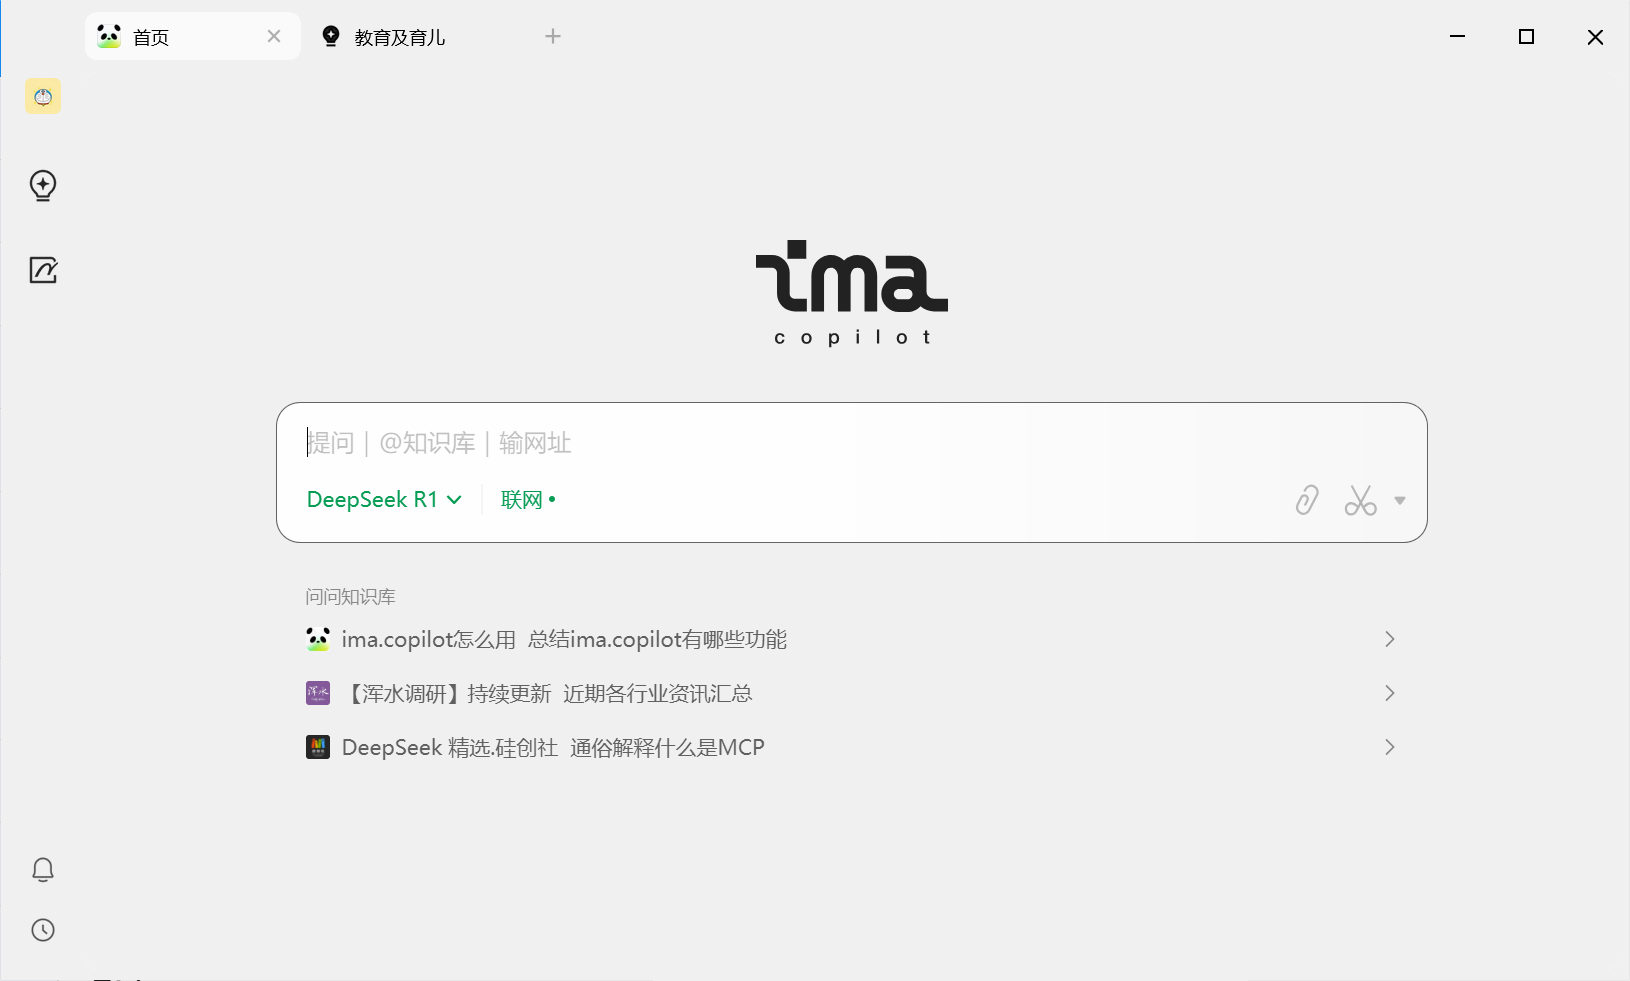 首页
教育及育儿
ima
copilot
提问 | @知识库 | 输网址
DeepSeek R1
联网
问问知识库
ima.copilot怎么用 总结ima.copilot有哪些功能
浑水
【浑水调研】持续更新 近期各行业资讯汇总
DeepSeek 精选.硅创社 通俗解释什么是MCP